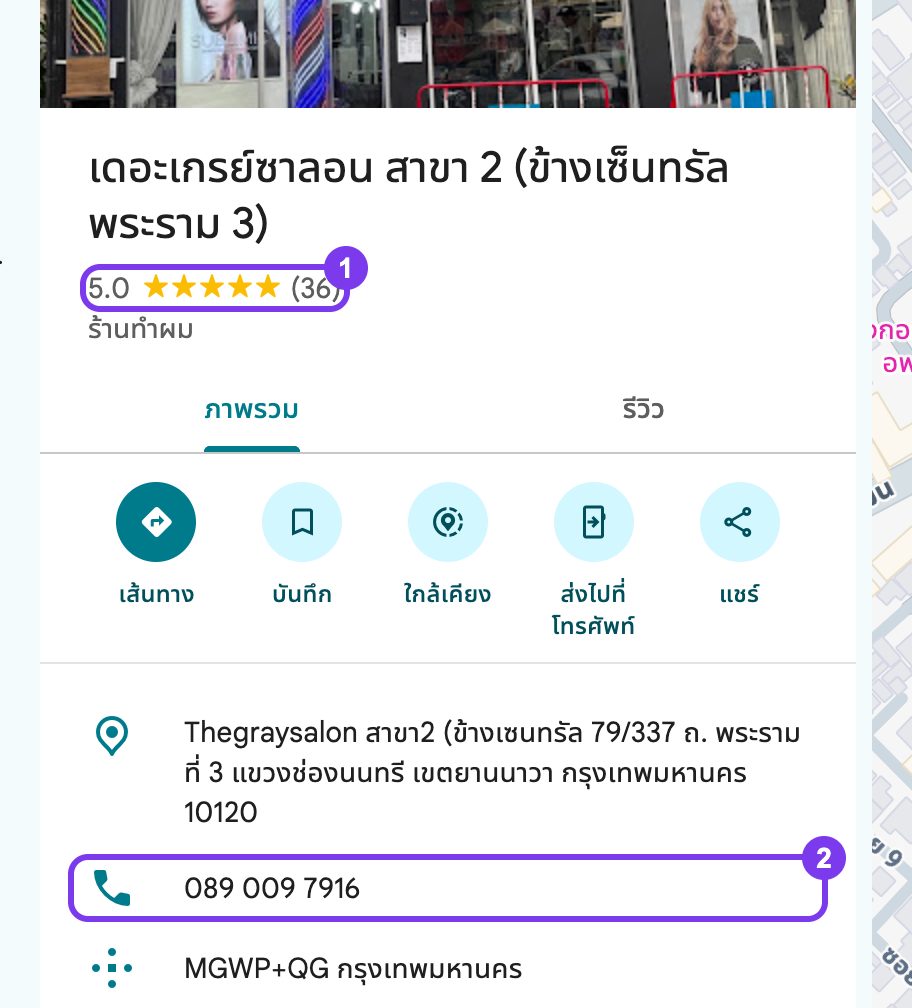 เดอะเกรย์ซาลอน สาขา 2 (ข้างเซ็นทรัล
พระราม 3)
1
5.0 ★★★★★ (36)
ร้านทำผม
ภาพรวม
รีวิว
เส้นทาง
บันทึก
ใกล้เคียง
ส่งไปที่
โทรศัพท์
แชร์
Thegraysalon สาขา2 (ข้างเซนทรัล 79/337 ถ. พระราม
ที่ 3 แขวงช่องนนทรี เขตยานนาวา กรุงเทพมหานคร
10120
2
089 009 7916
MGWP+QG กรุงเทพมหานคร